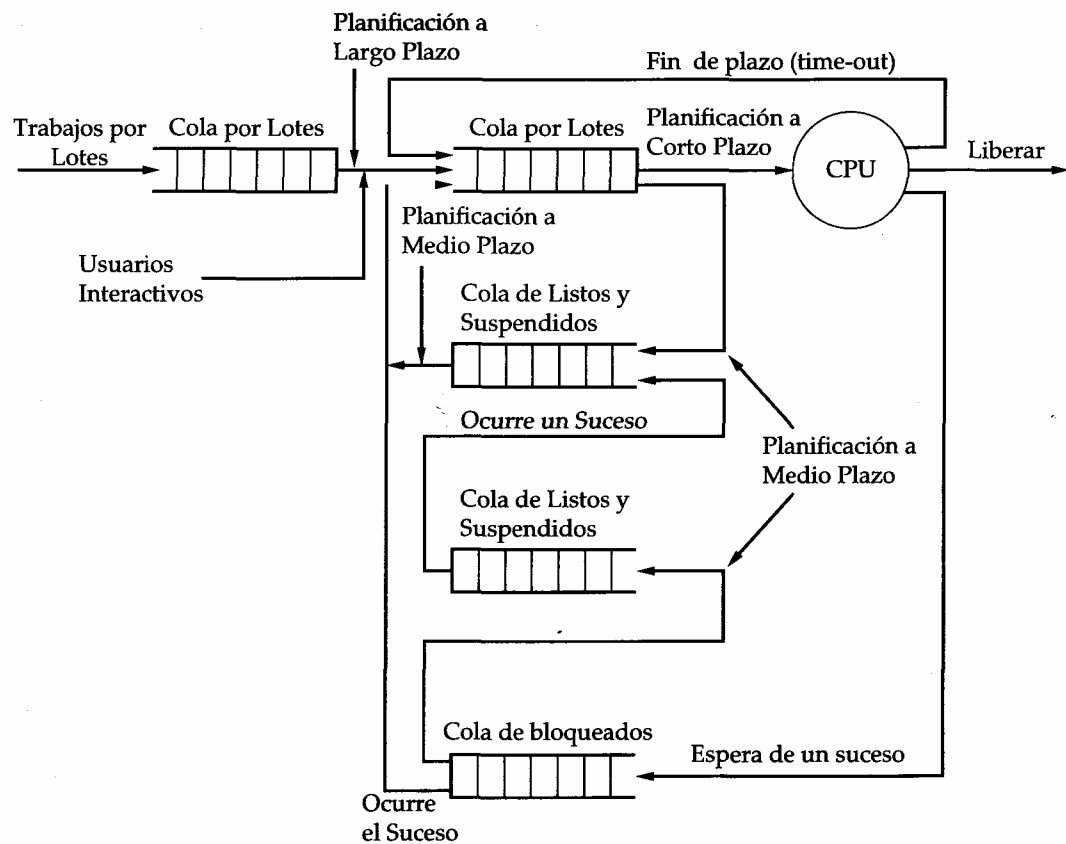 Planificación a
Largo Plazo
Fin de plazo (time-out)
Trabajos por
Lotes
Cola por Lotes
Cola por Lotes
Planificación a
Corto Plazo
CPU
Liberar
Planificación a
Medio Plazo
Usuarios
Interactivos
Cola de Listos y
Suspendidos
Ocurre un Suceso
Planificación a
Medio Plazo
Cola de Listos y
Suspendidos
Cola de bloqueados
Espera de un suceso
Ocurre
el Suceso